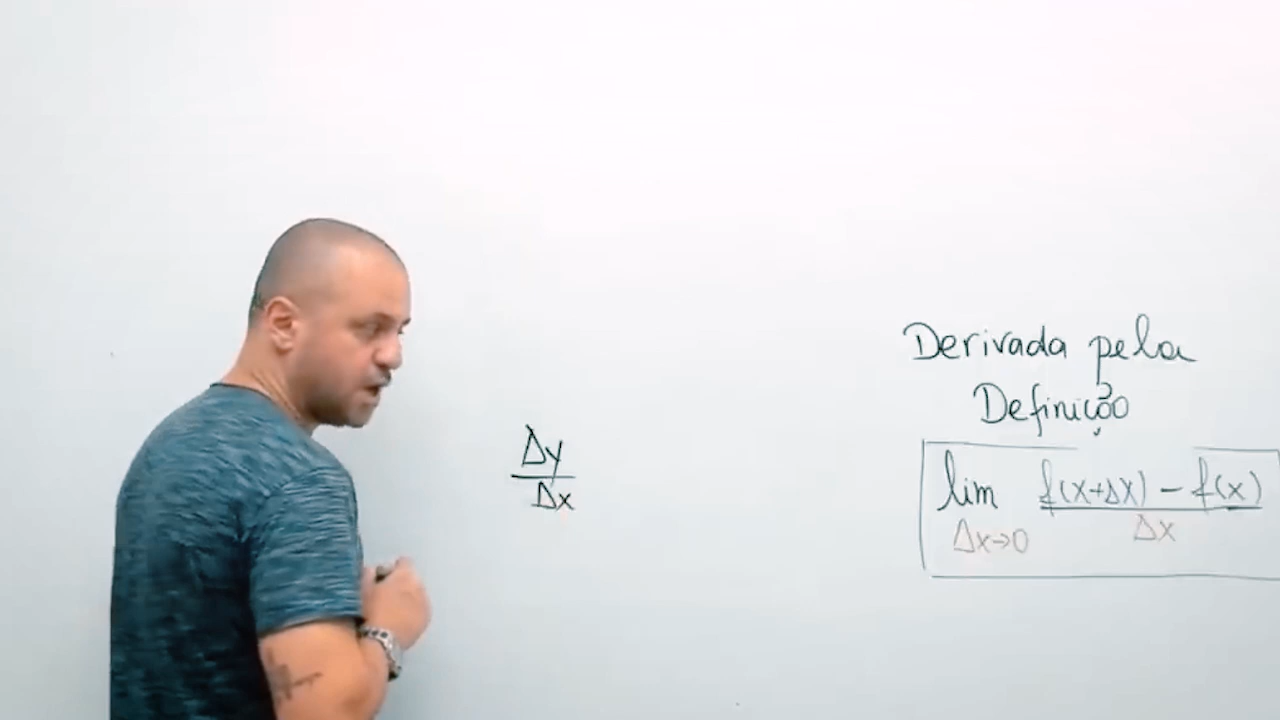 Derivada pela
Definição
Δy
Δx
lim f(x+Δx) - f(x)
Δx→0 Δx